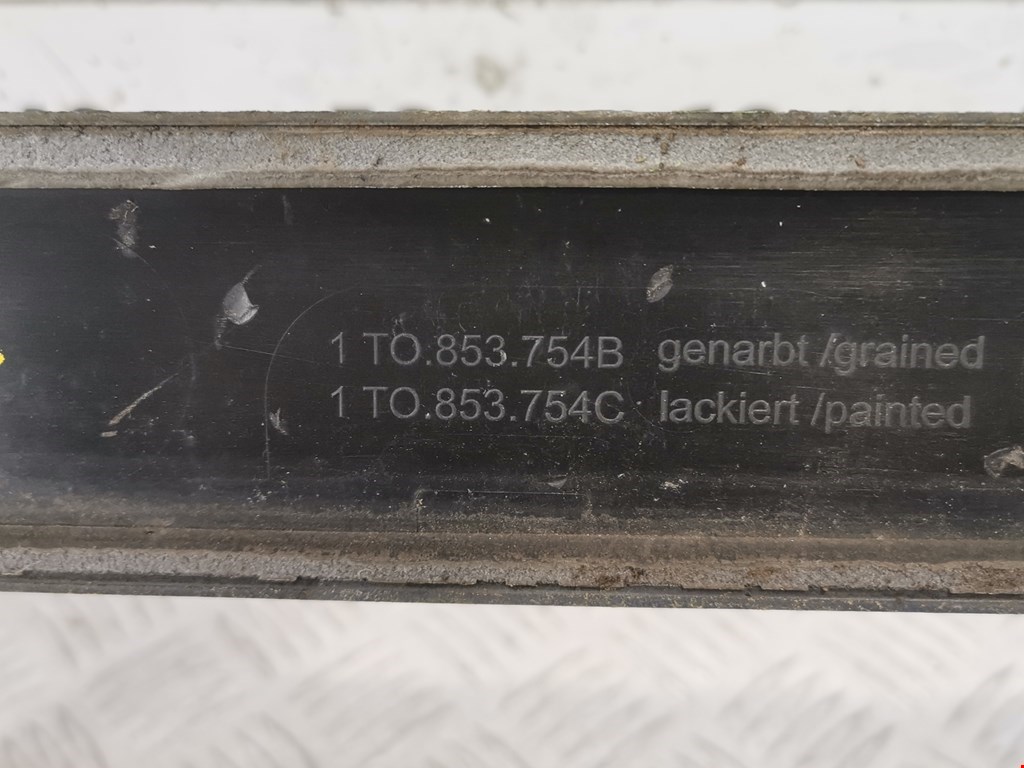 1 TO.853.754B genarbt /grained
1 TO.853.754C lackiert /painted